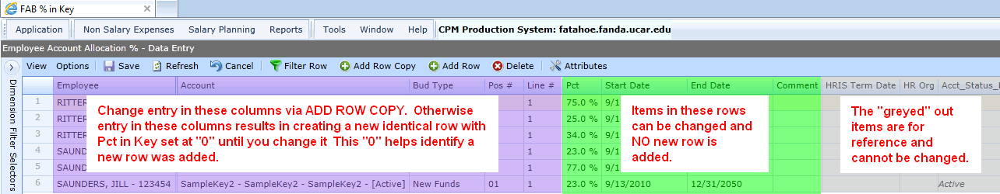 FAB % in Key
Application Non Salary Expenses Salary Planning Reports Tools Window Help CPM Production System: fatahoe.fanda.ucar.edu
Employee Account Allocation % - Data Entry
View Options Save Refresh Cancel Filter Row Add Row Copy Add Row Delete Attributes
Dimension Filter Selectors
Employee Account Bud Type Pos # Line # Pct Start Date End Date Comment HRIS Term Date HR Org Acct_Status_
1 RITTER 1 75.0 % 9/1
2 RITTER 1 25.0 % 9/1
3 RITTER 1 34.0 % 9/1
4 SAUND 1 23.0 % 9/1
5 SAUND 1 77.0 % 9/1
6 SAUNDERS, JILL - 123454 SampleKey2 - SampleKey2 - SampleKey2 - [Active] New Funds 01 1 23.0 % 9/13/2010 12/31/2050 Active
Change entry in these columns via ADD ROW COPY. Otherwise
entry in these columns results in creating a new identical row with
Pct in Key set at "0" until you change it This "0" helps identify a
new row was added.
Items in these rows
can be changed and
NO new row is
added.
The "greyed" out
items are for
reference and
cannot be changed.